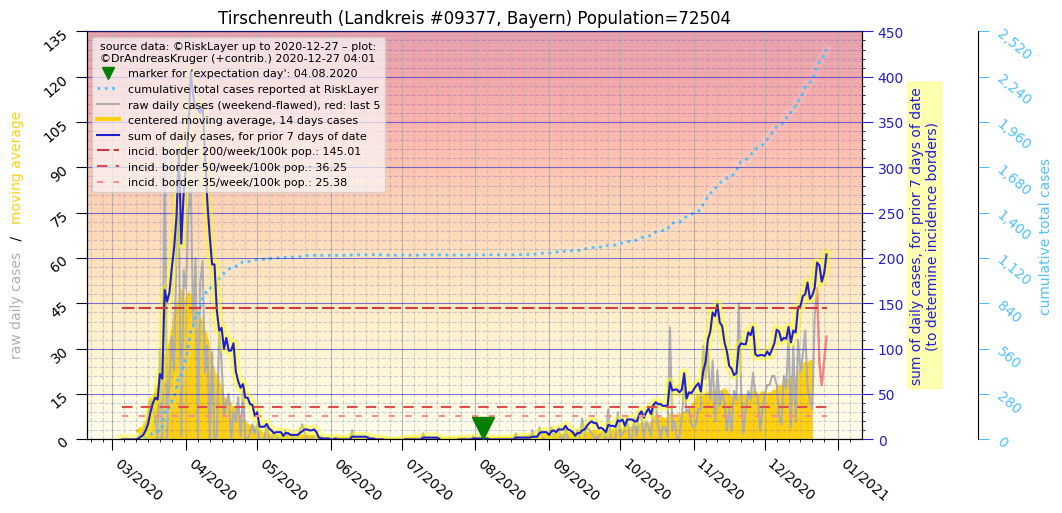 Tirschenreuth (Landkreis #09377, Bayern) Population=72504
source data: ©RiskLayer up to 2020-12-27 – plot:
©DrAndreasKruger (+contrib.) 2020-12-27 04:01
marker for 'expectation day': 04.08.2020
cumulative total cases reported at RiskLayer
raw daily cases (weekend-flawed), red: last 5
centered moving average, 14 days cases
sum of daily cases, for prior 7 days of date
incid. border 200/week/100k pop.: 145.01
incid. border 50/week/100k pop.: 36.25
incid. border 35/week/100k pop.: 25.38
raw daily cases / moving average
135
120
105
90
75
60
45
30
15
0
03/2020
04/2020
05/2020
06/2020
07/2020
08/2020
09/2020
10/2020
11/2020
12/2020
01/2021
450
400
350
300
250
200
150
100
50
0
sum of daily cases, for prior 7 days of date
(to determine incidence borders)
2,520
2,240
1,960
1,680
1,400
1,120
840
560
280
0
cumulative total cases